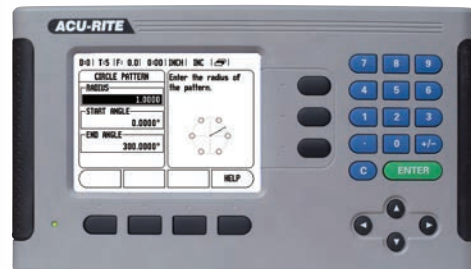 ACU-RITE
D:0| T:5 |F: 0.0| 0:00| INCH| INC |
CIRCLE PATTERN
RADIUS
1.0000
START ANGLE
0.0000°
END ANGLE
300.0000°
Enter the radius of
the pattern.
HELP
7 8 9
4 5 6
1 2 3
. 0 +/-
C ENTER